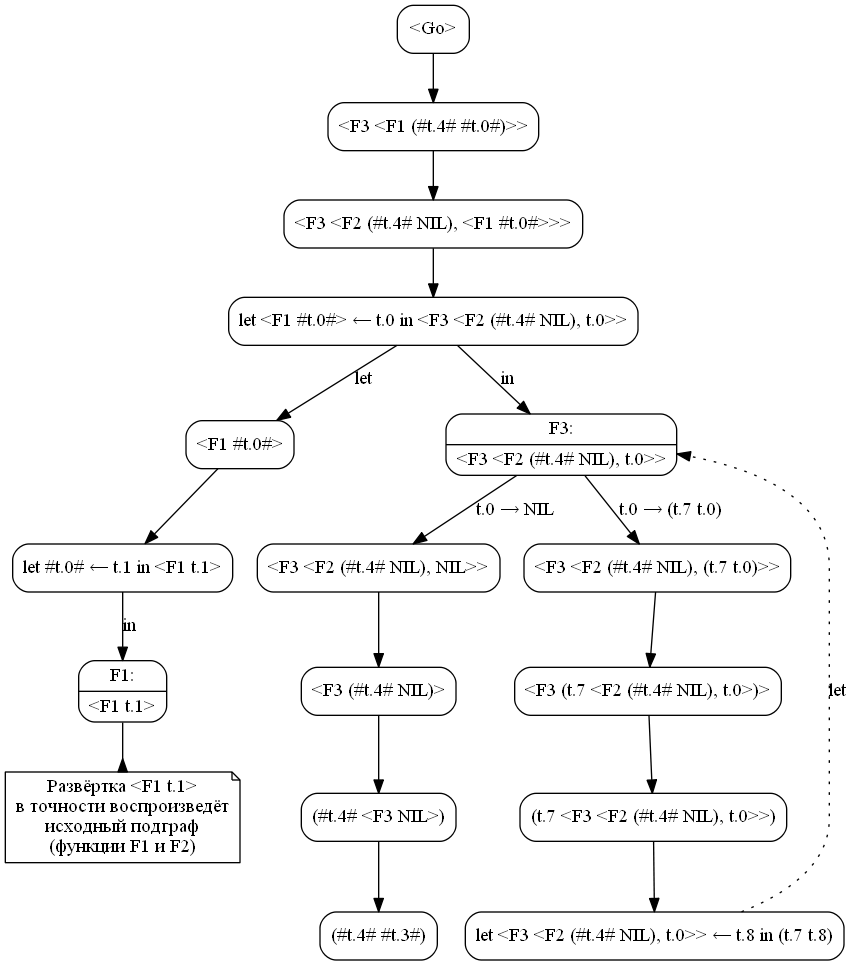 <Go>
<F3 <F1 (#t.4# #t.0#)>>
<F3 <F2 (#t.4# NIL), <F1 #t.0#>>>
let <F1 #t.0#> ← t.0 in <F3 <F2 (#t.4# NIL), t.0>>
let
in
<F1 #t.0#>
F3:
<F3 <F2 (#t.4# NIL), t.0>>
t.0 → NIL
t.0 → (t.7 t.0)
let #t.0# ← t.1 in <F1 t.1>
<F3 <F2 (#t.4# NIL), NIL>>
<F3 <F2 (#t.4# NIL), (t.7 t.0)>>
in
F1:
<F1 t.1>
<F3 (#t.4# NIL)>
<F3 (t.7 <F2 (#t.4# NIL), t.0>)>
let
Развёртка <F1 t.1>
в точности воспроизведёт
исходный подграф
(функции F1 и F2)
(#t.4# <F3 NIL>)
(t.7 <F3 <F2 (#t.4# NIL), t.0>>)
(#t.4# #t.3#)
let <F3 <F2 (#t.4# NIL), t.0>> ← t.8 in (t.7 t.8)